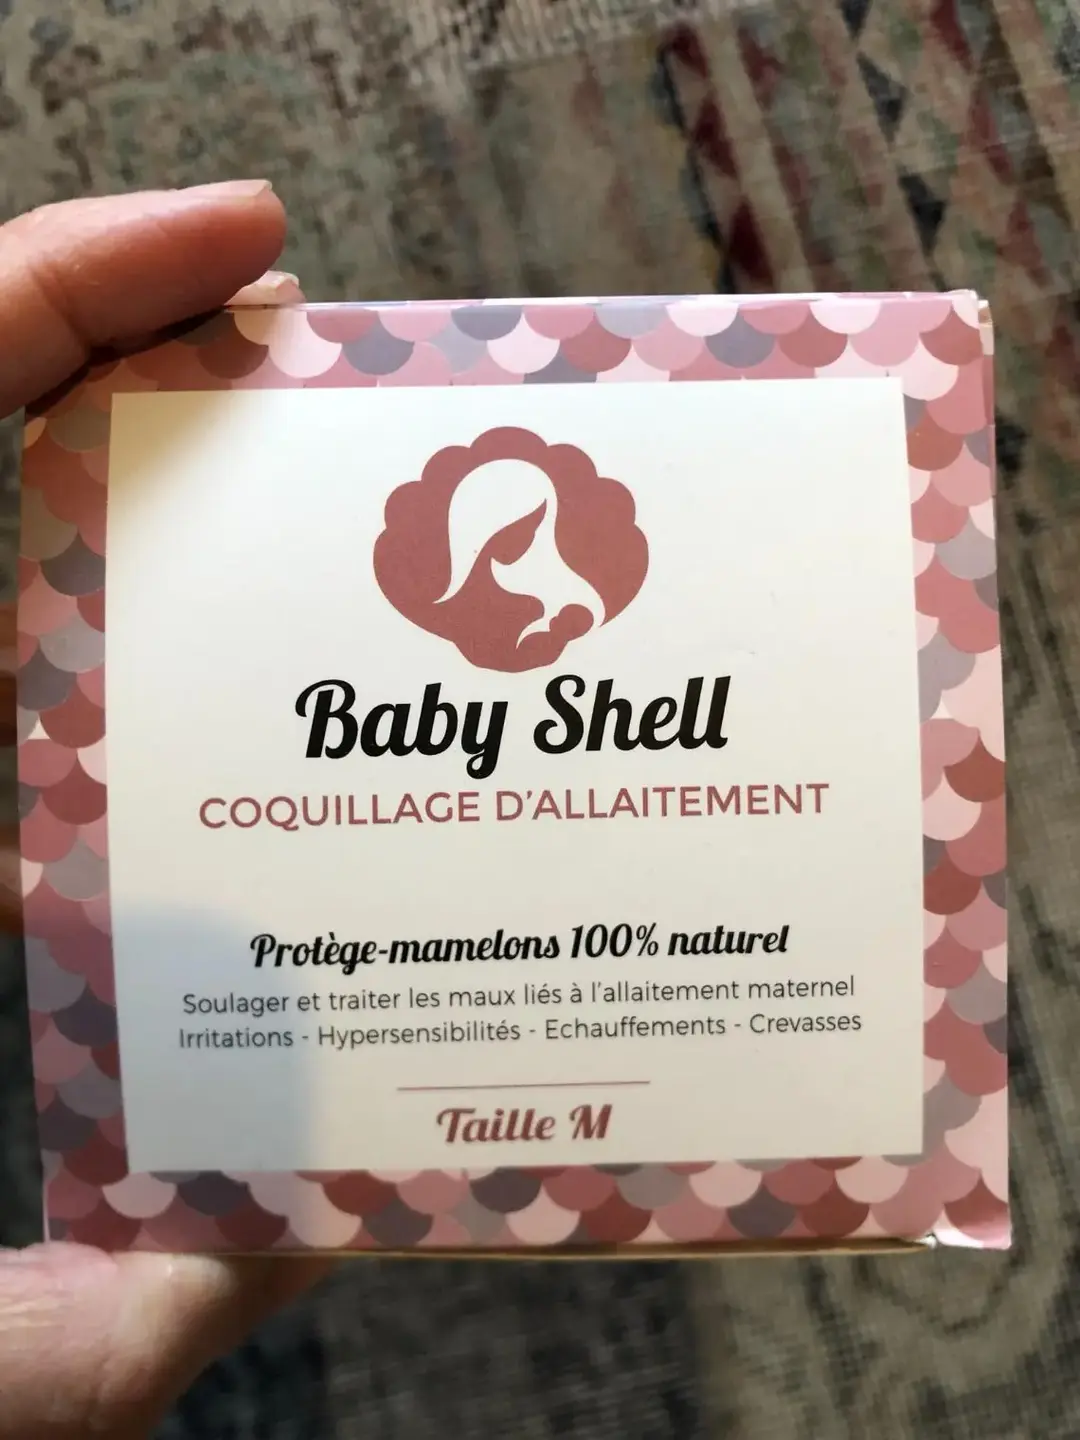 Baby Shell
COQUILLAGE D'ALLAITEMENT
Protège-mamelons 100% naturel
Soulager et traiter les maux liés à l'allaitement maternel
Irritations - Hypersensibilités - Echauffements - Crevasses
Taille M